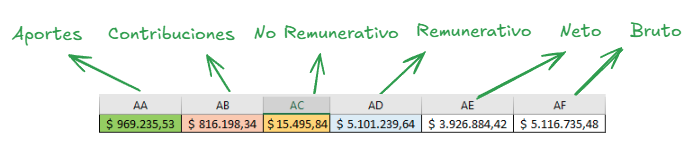 Aportes Contribuciones No Remunerativo Remunerativo Neto Bruto
AA AB AC AD AE AF
$ 969.235,53 $ 816.198,34 $ 15.495,84 $ 5.101.239,64 $ 3.926.884,42 $ 5.116.735,48